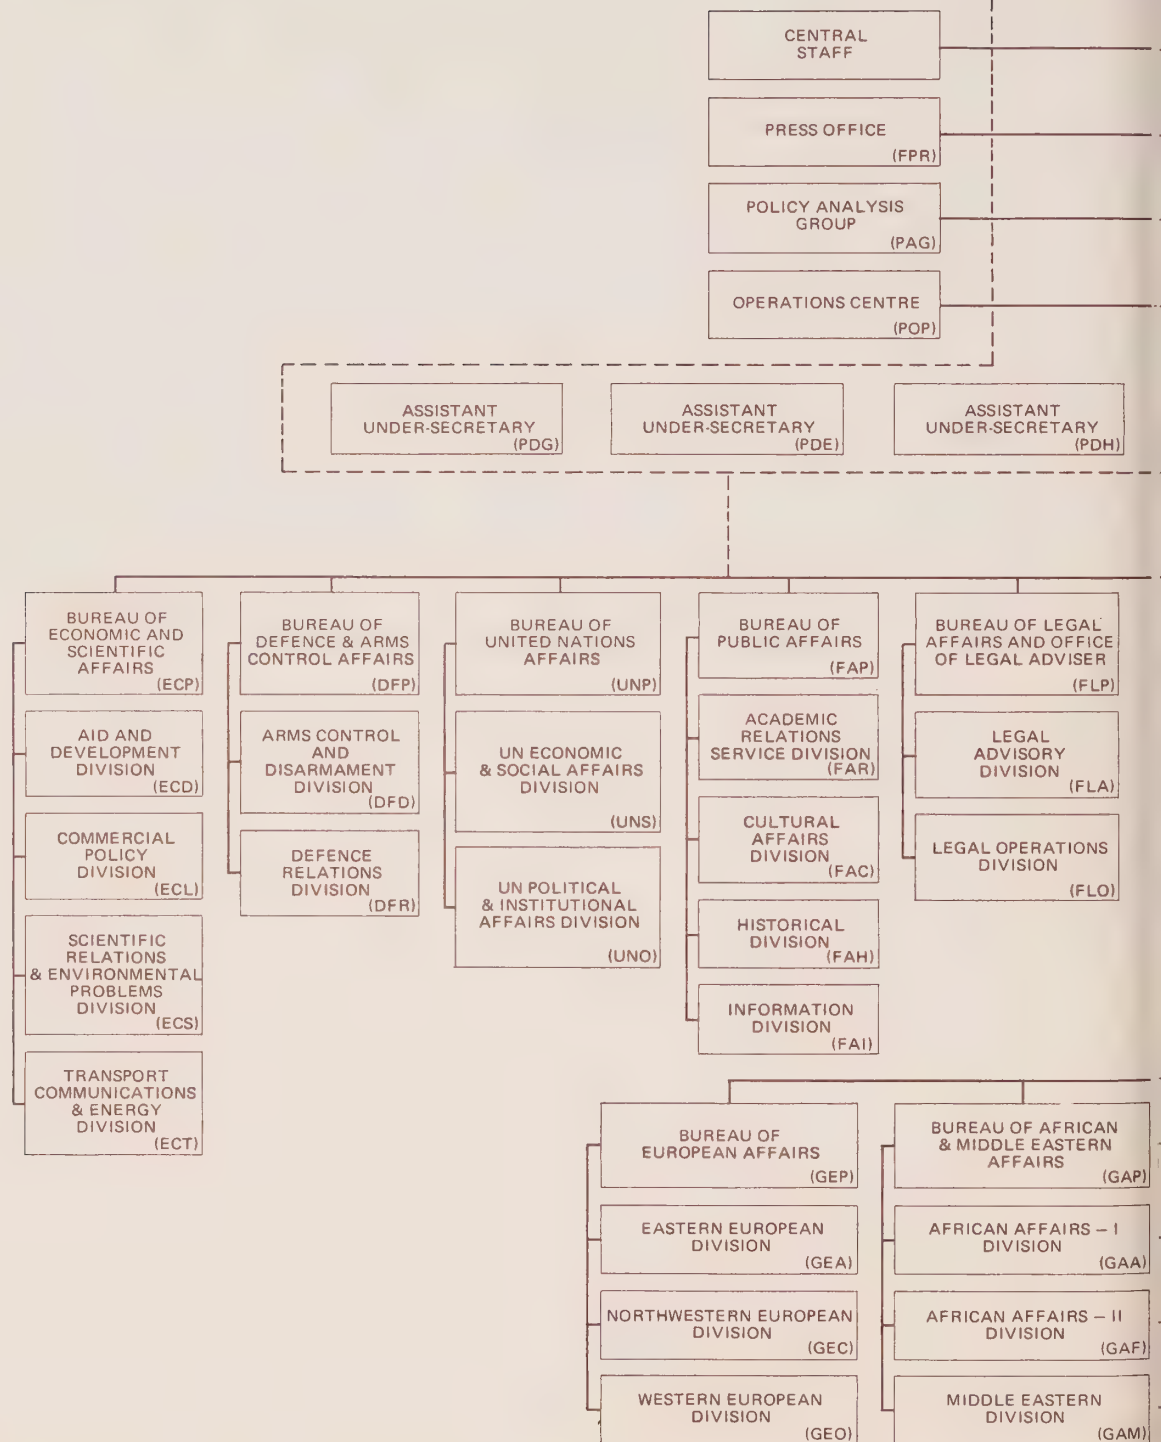 CENTRAL
STAFF
PRESS OFFICE
(FPR)
POLICY ANALYSIS
GROUP
(PAG)
OPERATIONS CENTRE
(POP)
ASSISTANT
UNDER-SECRETARY
(PDG)
ASSISTANT
UNDER-SECRETARY
(PDE)
ASSISTANT
UNDER-SECRETARY
(PDH)
BUREAU OF
ECONOMIC AND
SCIENTIFIC
AFFAIRS
(ECP)
AID AND
DEVELOPMENT
DIVISION
(ECD)
COMMERCIAL
POLICY
DIVISION
(ECL)
SCIENTIFIC
RELATIONS
& ENVIRONMENTAL
PROBLEMS
DIVISION
(ECS)
TRANSPORT
COMMUNICATIONS
& ENERGY
DIVISION
(ECT)
BUREAU OF
DEFENCE & ARMS
CONTROL AFFAIRS
(DFP)
ARMS CONTROL
AND
DISARMAMENT
DIVISION
(DFD)
DEFENCE
RELATIONS
DIVISION
(DFR)
BUREAU OF
UNITED NATIONS
AFFAIRS
(UNP)
UN ECONOMIC
& SOCIAL AFFAIRS
DIVISION
(UNS)
UN POLITICAL
& INSTITUTIONAL
AFFAIRS DIVISION
(UNO)
BUREAU OF
PUBLIC AFFAIRS
(FAP)
ACADEMIC
RELATIONS
SERVICE DIVISION
(FAR)
CULTURAL
AFFAIRS
DIVISION
(FAC)
HISTORICAL
DIVISION
(FAH)
INFORMATION
DIVISION
(FAI)
BUREAU OF LEGAL
AFFAIRS AND OFFICE
OF LEGAL ADVISER
(FLP)
LEGAL
ADVISORY
DIVISION
(FLA)
LEGAL OPERATIONS
DIVISION
(FLO)
BUREAU OF
EUROPEAN AFFAIRS
(GEP)
EASTERN EUROPEAN
DIVISION
(GEA)
NORTHWESTERN EUROPEAN
DIVISION
(GEC)
WESTERN EUROPEAN
DIVISION
(GEO)
BUREAU OF AFRICAN
& MIDDLE EASTERN
AFFAIRS
(GAP)
AFRICAN AFFAIRS – I
DIVISION
(GAA)
AFRICAN AFFAIRS – II
DIVISION
(GAF)
MIDDLE EASTERN
DIVISION
(GAM)